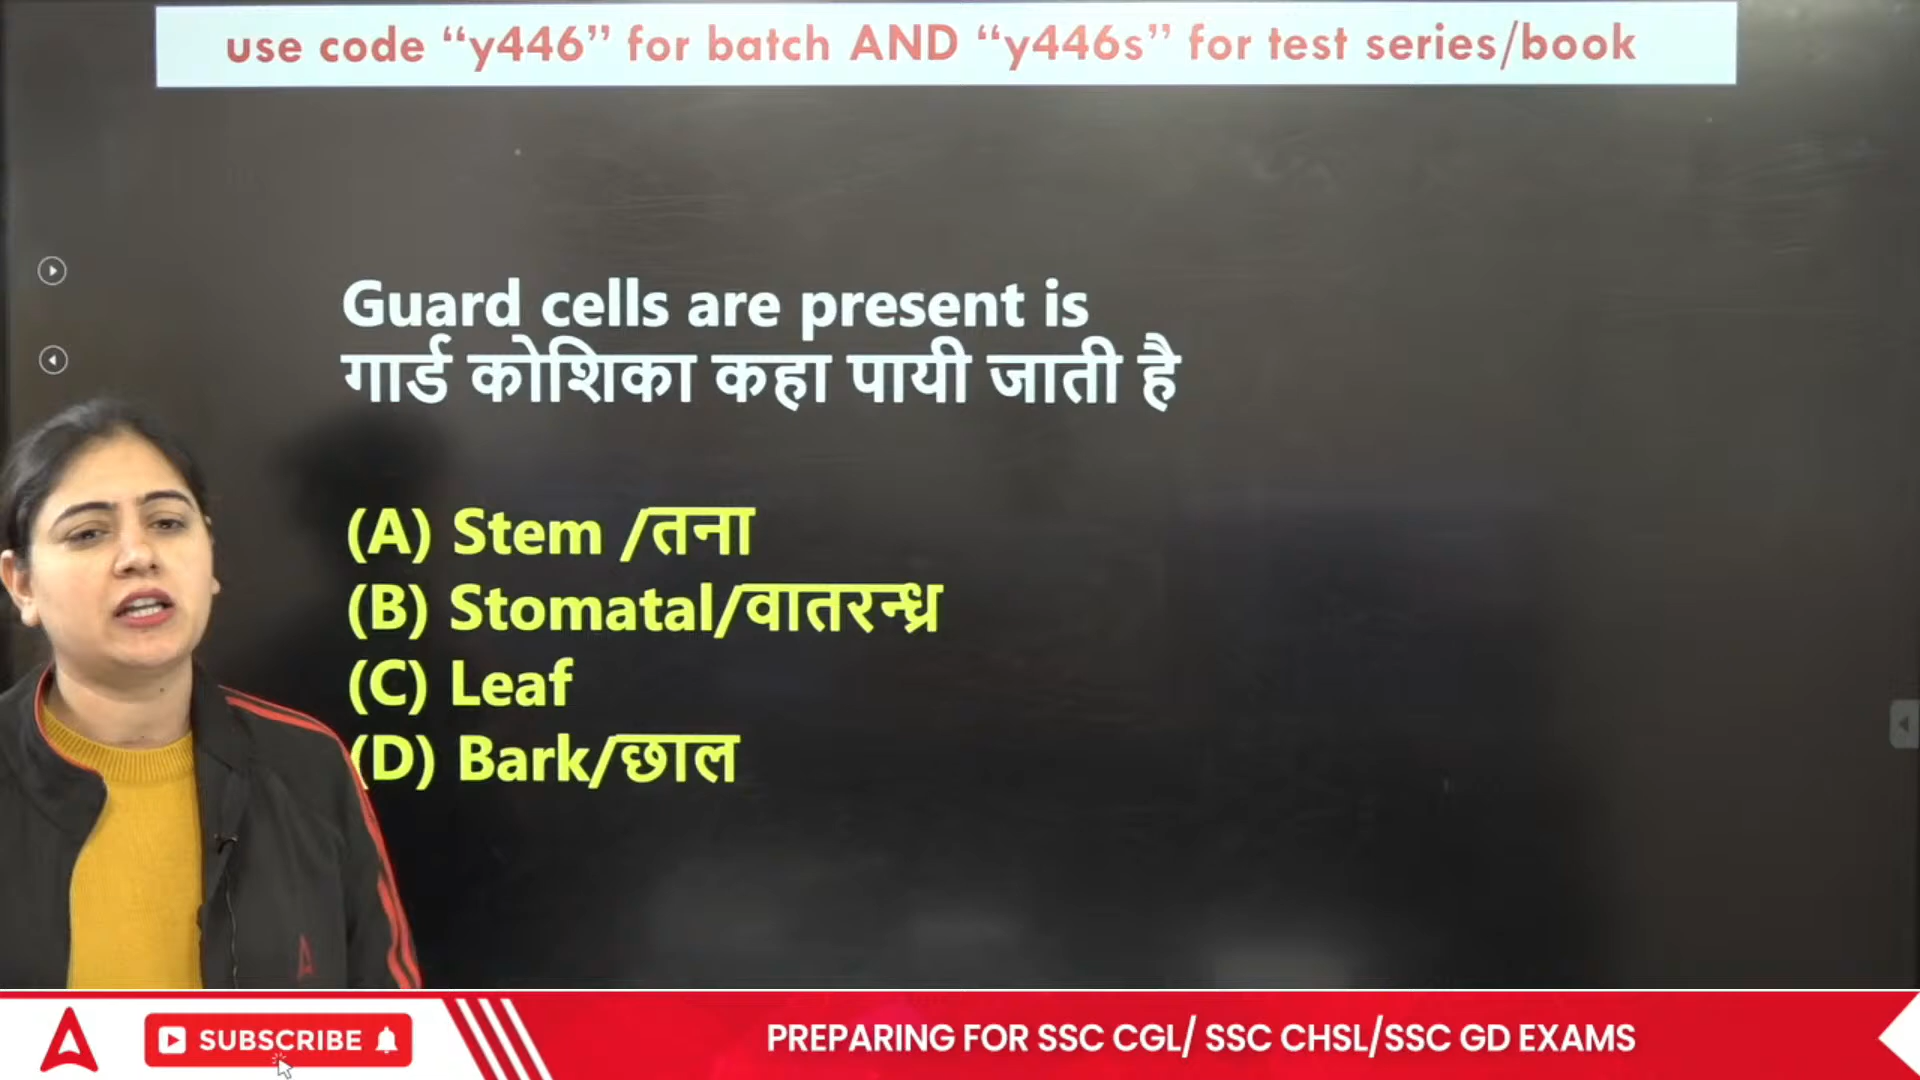 use code “y446” for batch AND “y446s” for test series/book
Guard cells are present is
गार्ड कोशिका कहा पायी जाती है
(A) Stem /तना
(B) Stomatal/वातरन्ध्र
(C) Leaf
(D) Bark/छाल
SUBSCRIBE
PREPARING FOR SSC CGL/ SSC CHSL/SSC GD EXAMS